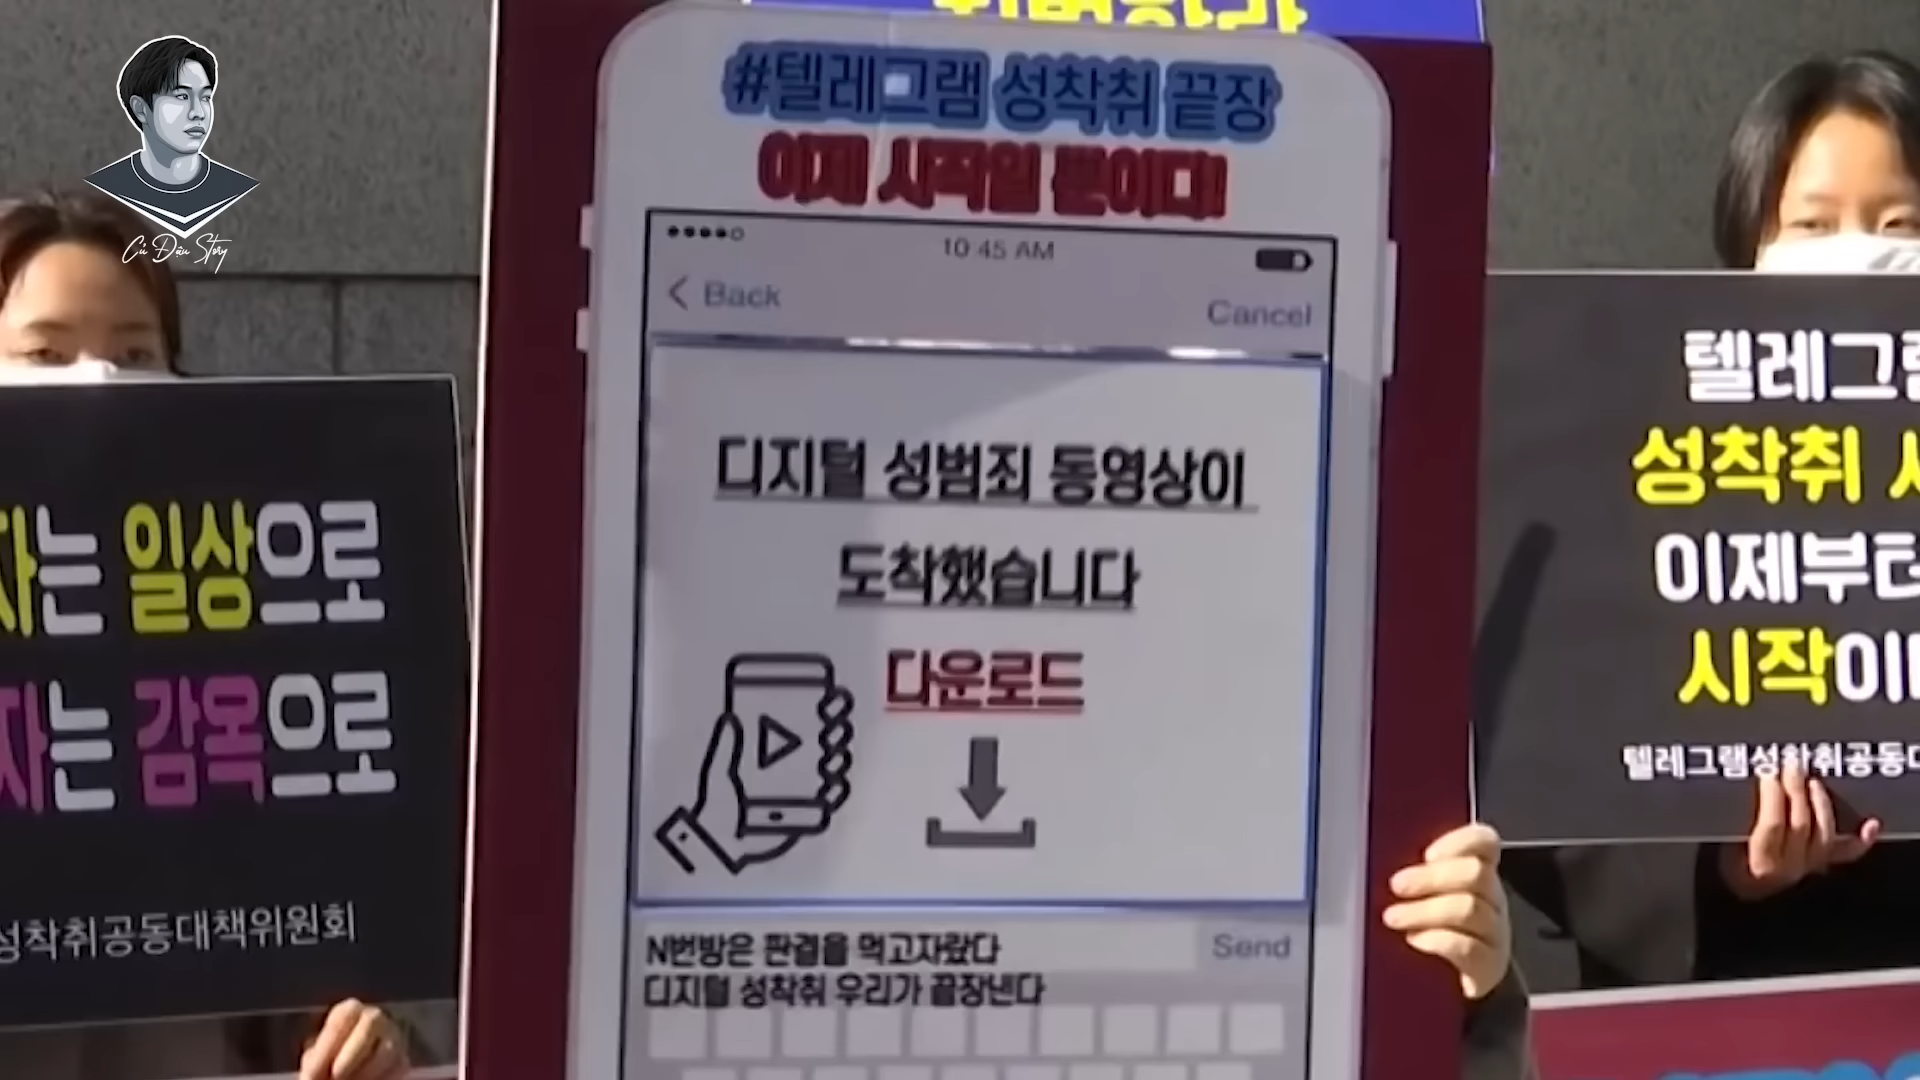 Củ Đậu Story
#텔레그램 성착취 끝장
이제 시작일 뿐이다!
10:45 AM
Back
Cancel
디지털 성범죄 동영상이
도착했습니다
다운로드
N번방은 판결을 먹고자랐다
디지털 성착취 우리가 끝장낸다
Send
자는 일상으로
자는 감옥으로
성착취공동대책위원회
텔레그램
성착취
이제부터
시작이
텔레그램성착취공동대